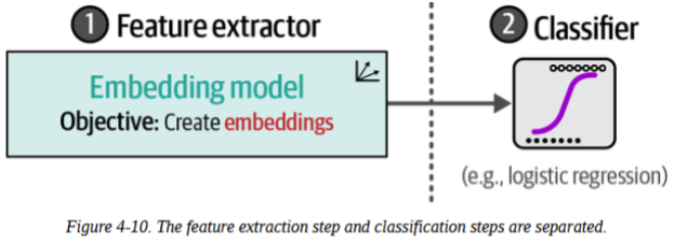 1 Feature extractor
2 Classifier
Embedding model
Objective: Create embeddings
(e.g., logistic regression)
Figure 4-10. The feature extraction step and classification steps are separated.